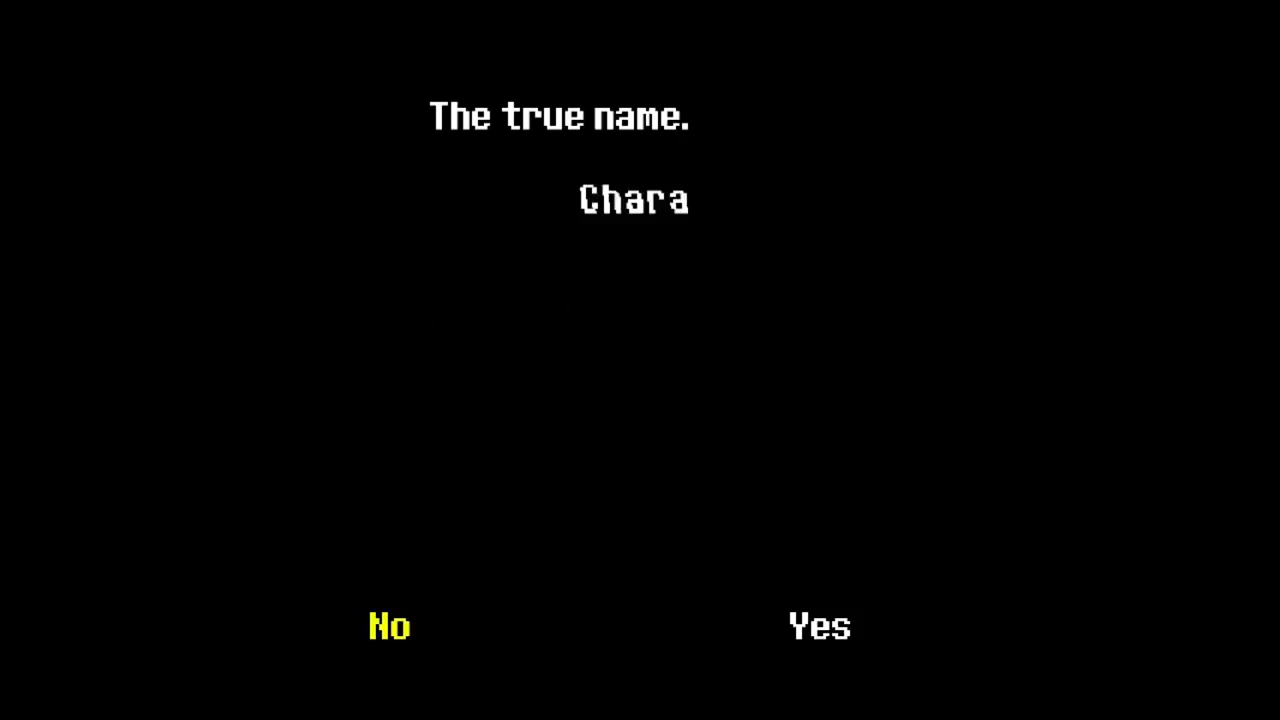 The true name.
Chara
No
Yes